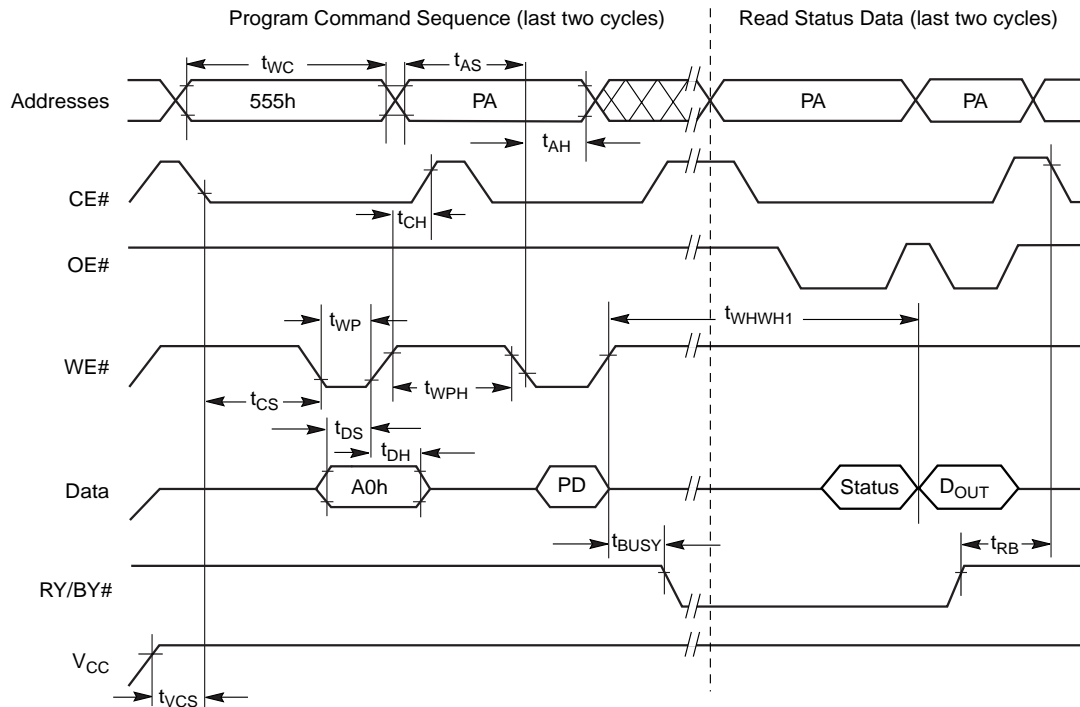 Program Command Sequence (last two cycles)
Read Status Data (last two cycles)
tWC
tAS
Addresses
555h
PA
PA
PA
tAH
CE#
tCH
OE#
tWP
tWHWH1
WE#
tWPH
tCS
tDS
tDH
Data
A0h
PD
Status
DOUT
tBUSY
tRB
RY/BY#
VCC
tVCS